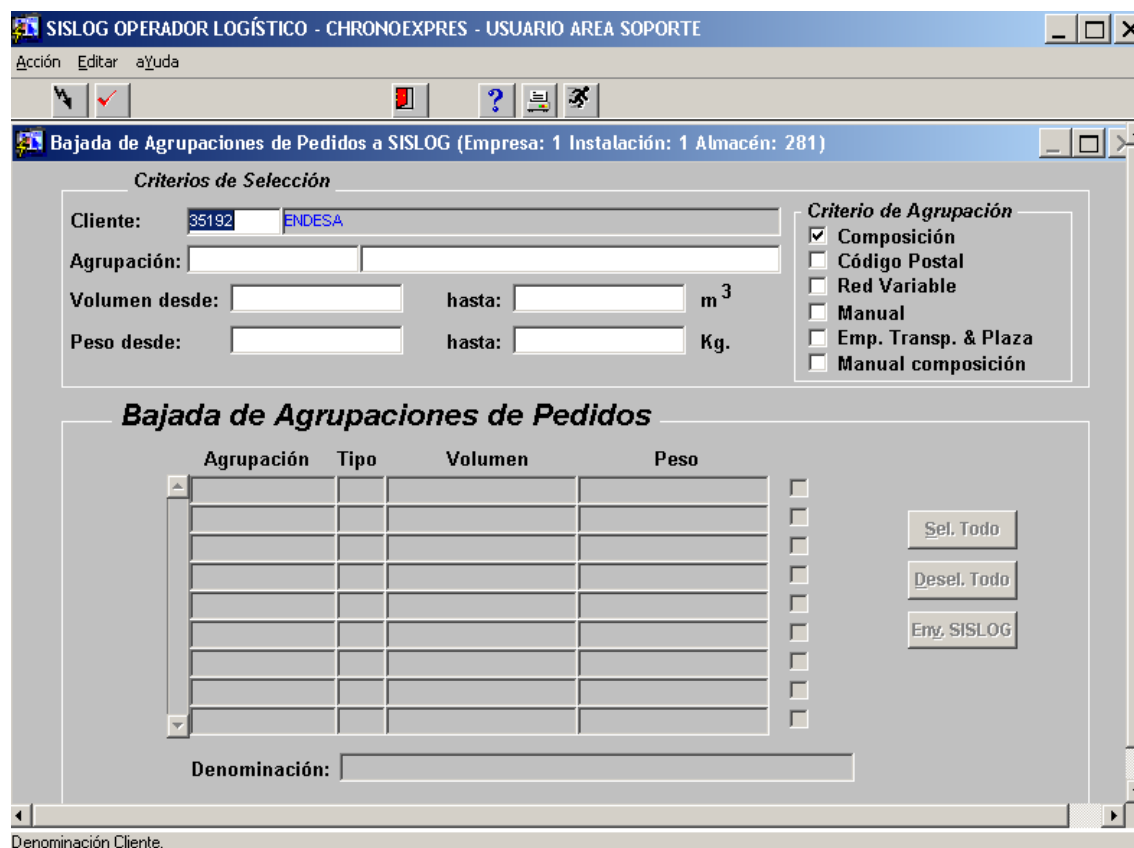 SISLOG OPERADOR LOGÍSTICO - CHRONOEXPRES - USUARIO AREA SOPORTE
Acción Editar aYuda
?
Bajada de Agrupaciones de Pedidos a SISLOG (Empresa: 1 Instalación: 1 Almacén: 281)
Criterios de Selección
Cliente: 35192 ENDESA
Agrupación:
Volumen desde: hasta: m3
Peso desde: hasta: Kg.
Criterio de Agrupación
Composición
Código Postal
Red Variable
Manual
Emp. Transp. & Plaza
Manual composición
Bajada de Agrupaciones de Pedidos
Agrupación Tipo Volumen Peso
Sel. Todo
Desel. Todo
Env. SISLOG
Denominación:
Denominación Cliente.